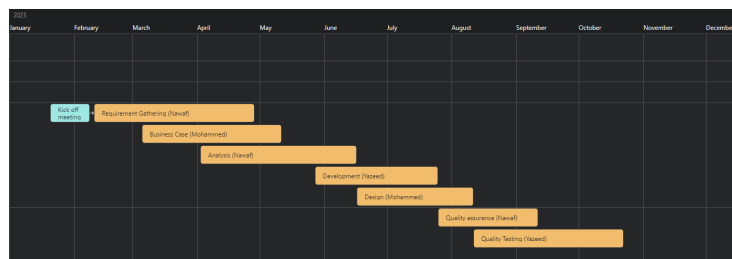 2025
January February March April May June July August September October November December
Kick off
meeting
Requirement Gathering (Nawaf)
Business Case (Mohammed)
Analysis (Nawaf)
Development (Yazeed)
Design (Mohammed)
Quality assurance (Nawaf)
Quality Testing (Yazeed)